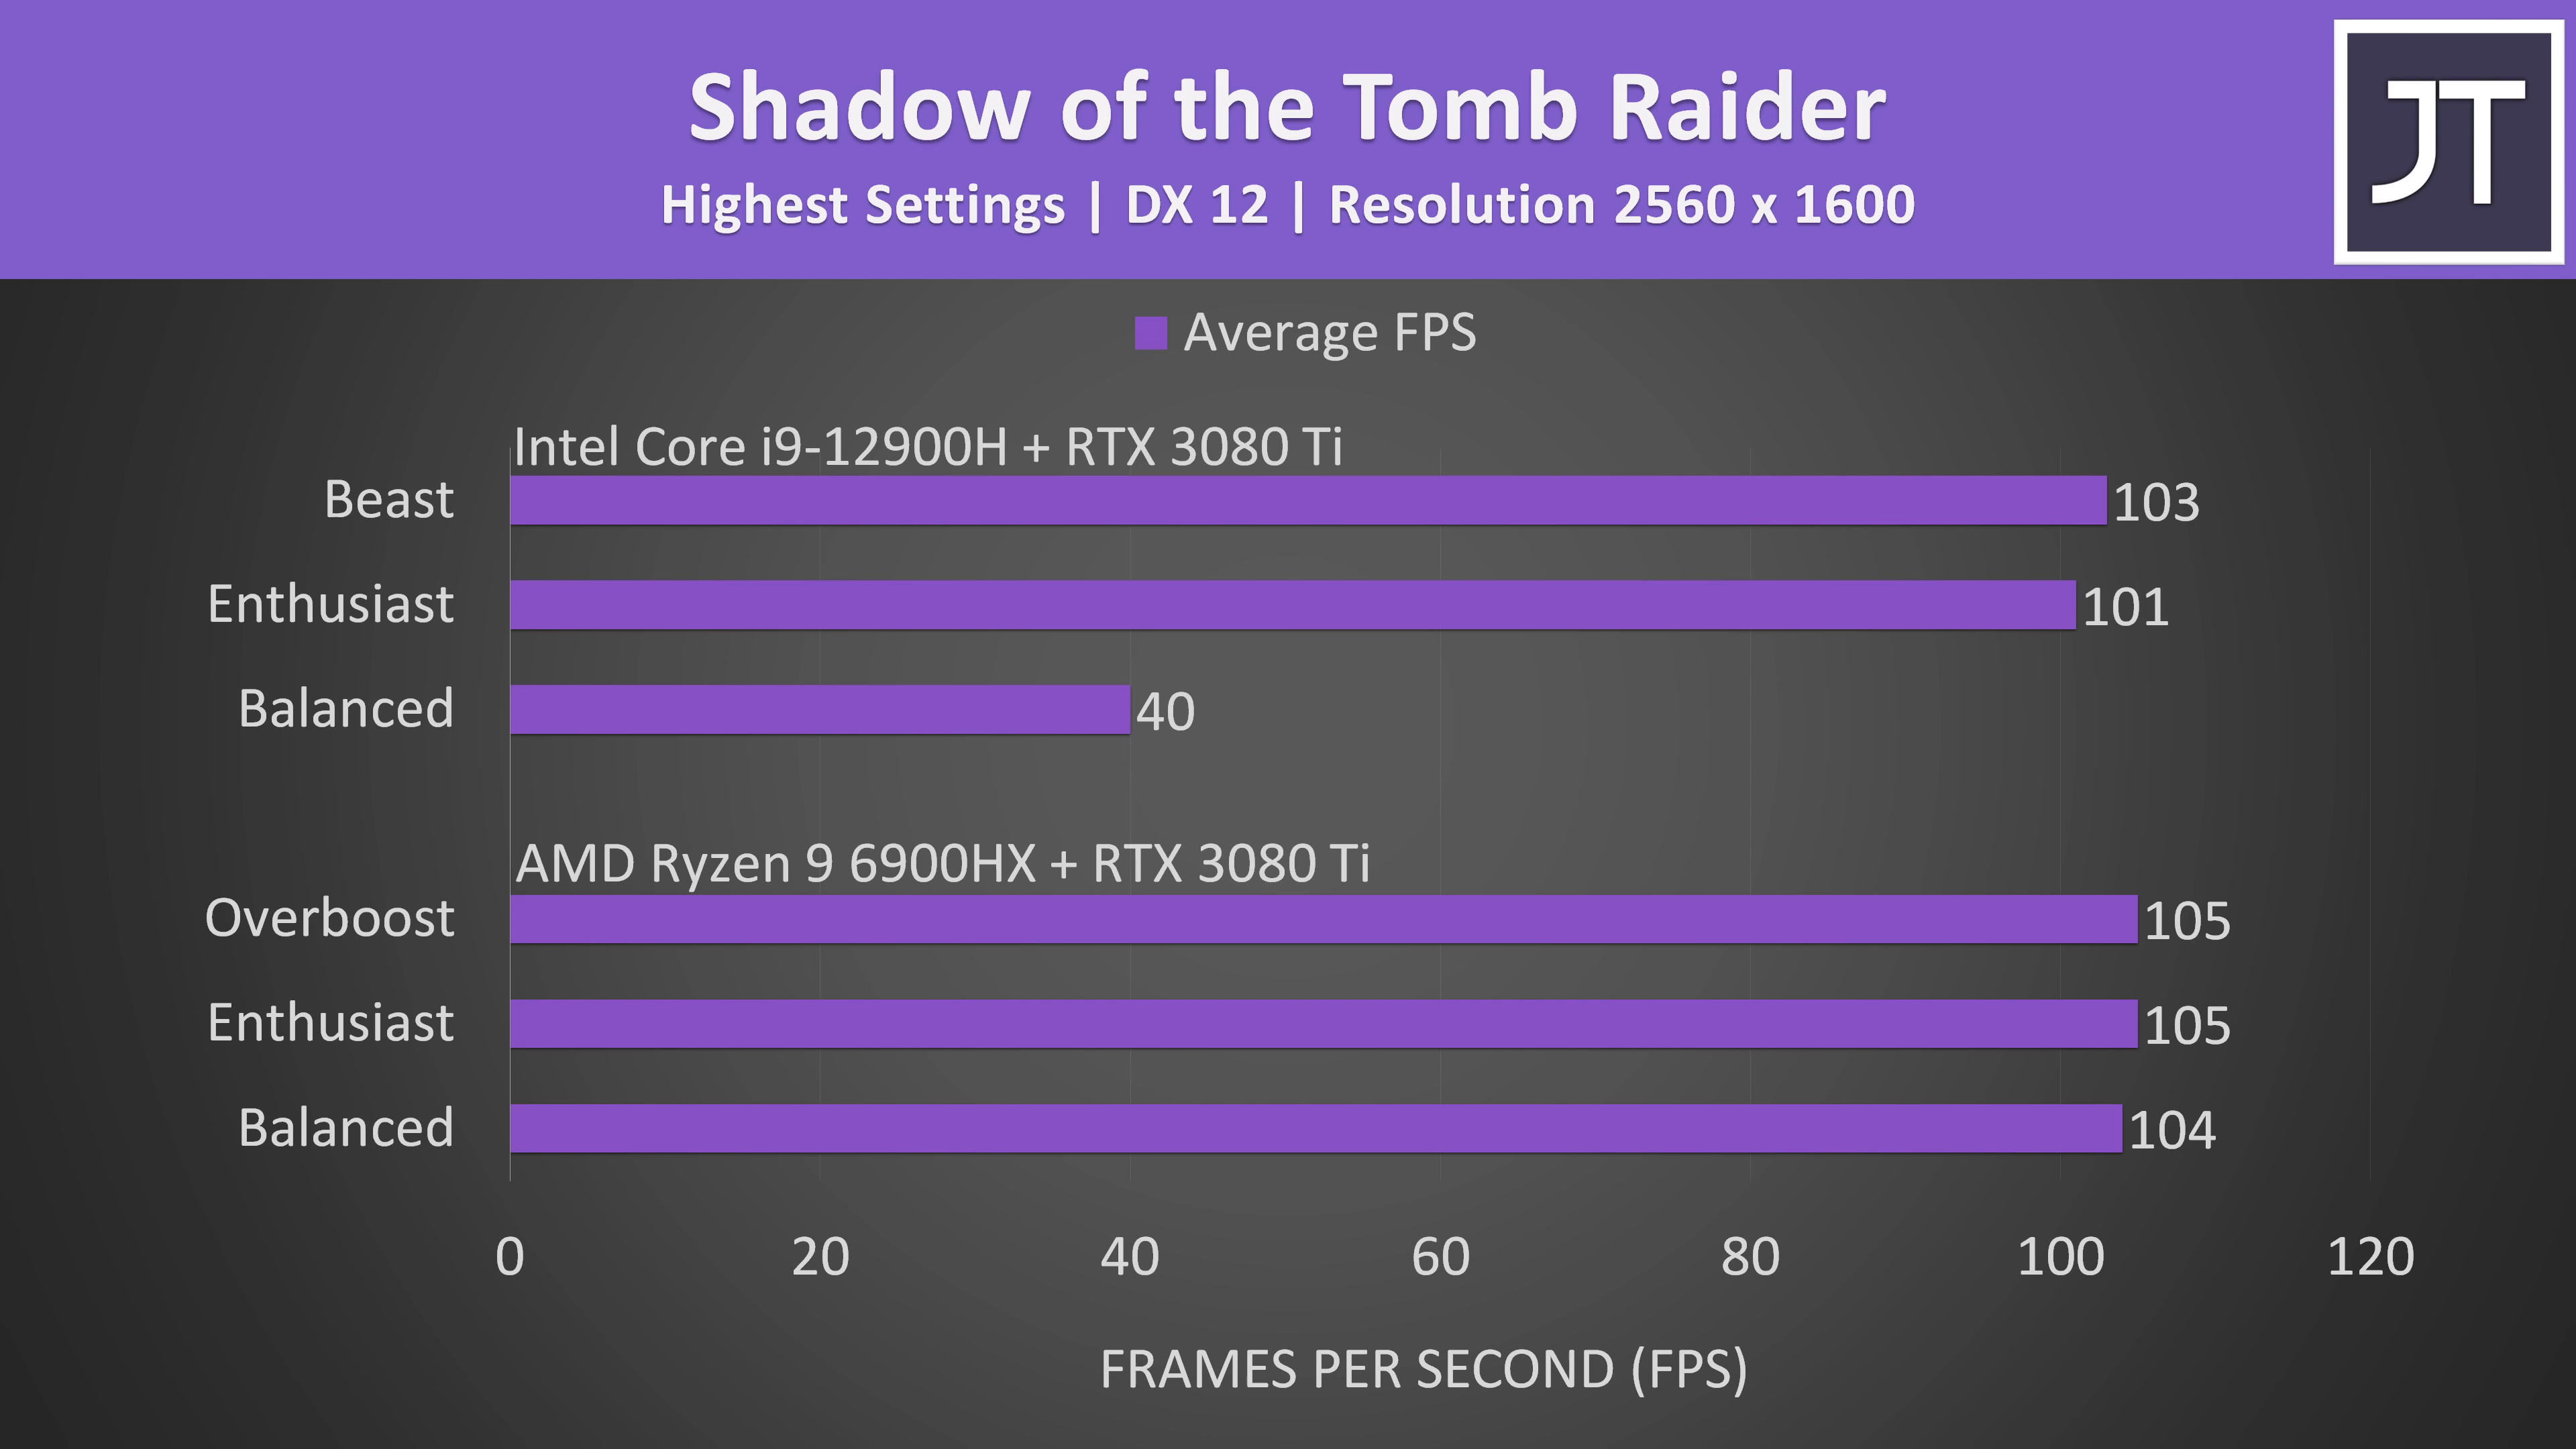 Shadow of the Tomb Raider
Highest Settings | DX 12 | Resolution 2560 x 1600
JT
Average FPS
Intel Core i9-12900H + RTX 3080 Ti
Beast 103
Enthusiast 101
Balanced 40
AMD Ryzen 9 6900HX + RTX 3080 Ti
Overboost 105
Enthusiast 105
Balanced 104
0 20 40 60 80 100 120
FRAMES PER SECOND (FPS)